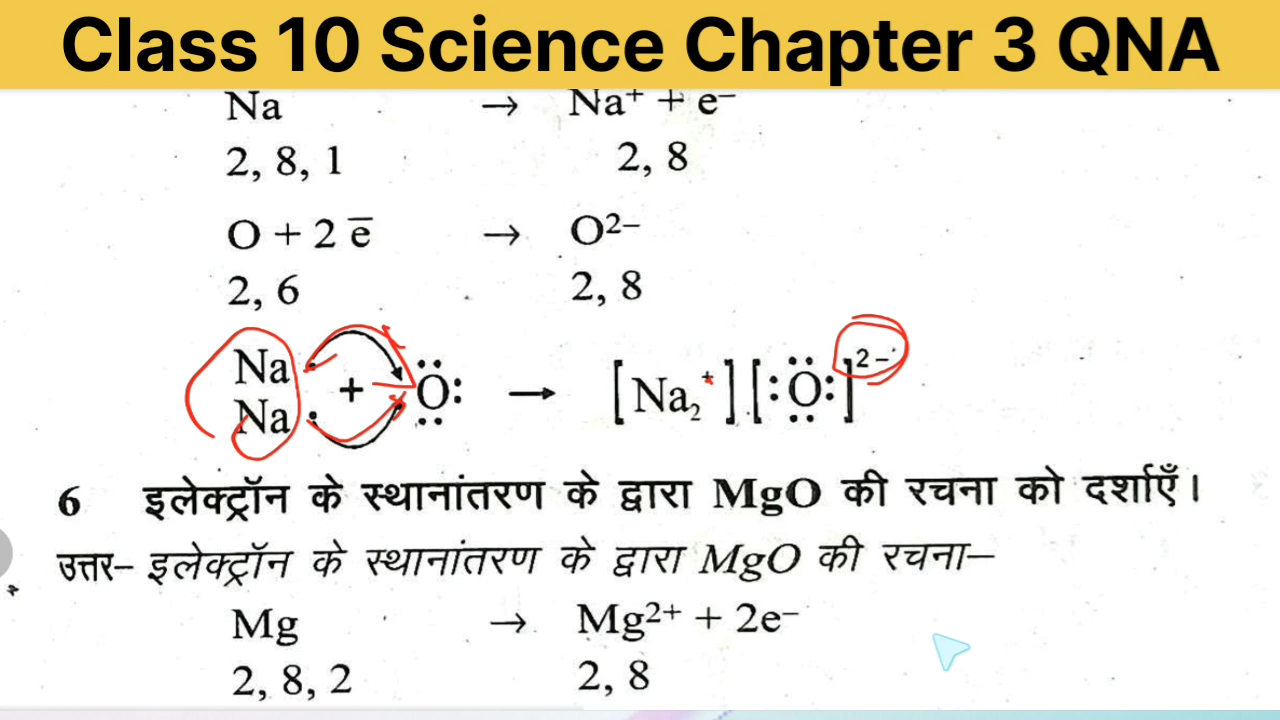 Class 10 Science Chapter 3 QNA
Na → Na⁺ + e⁻
2, 8, 1 2, 8
O + 2 e̅ → O²⁻
2, 6 2, 8
Na
Na + :Ö: → [Na₂⁺] [:Ö:]²⁻
6 इलेक्ट्रॉन के स्थानांतरण के द्वारा MgO की रचना को दर्शाएँ।
उत्तर– इलेक्ट्रॉन के स्थानांतरण के द्वारा MgO की रचना–
Mg → Mg²⁺ + 2e⁻
2, 8, 2 2, 8